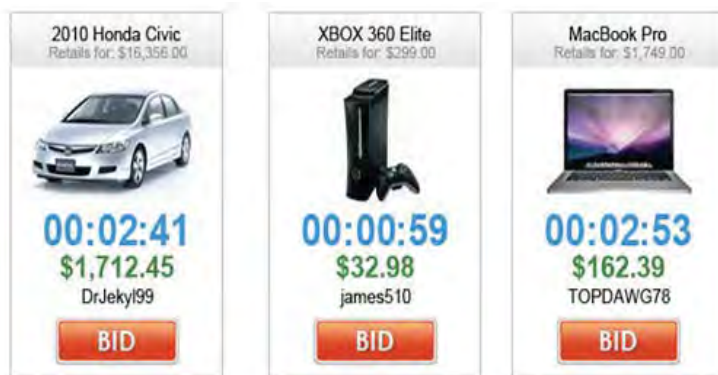 2010 Honda Civic
Retails for: $16,356.00
00:02:41
$1,712.45
DrJekyl99
BID
XBOX 360 Elite
Retails for: $299.00
00:00:59
$32.98
james510
BID
MacBook Pro
Retails for: $1,749.00
00:02:53
$162.39
TOPDAWG78
BID